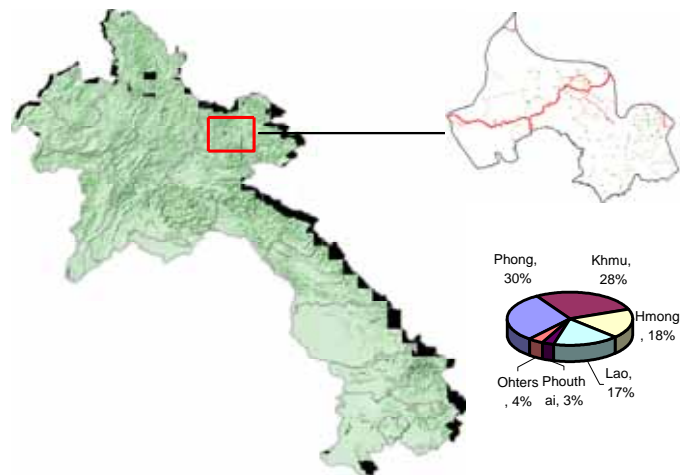 Phong,
30%
Khmu,
28%
Hmong
, 18%
Lao,
17%
Phouth
ai, 3%
Ohters
, 4%